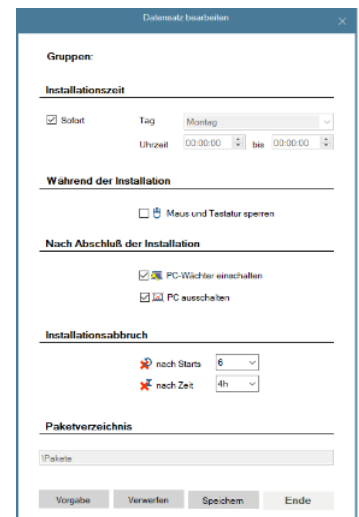 Datensatz bearbeiten
Gruppen:
Installationszeit
Sofort Tag Montag
Uhrzeit 00:00:00 bis 00:00:00
Während der Installation
Maus und Tastatur sperren
Nach Abschluß der Installation
PC-Wächter einschalten
PC ausschalten
Installationsabbruch
nach Starts 6
nach Zeit 4h
Paketverzeichnis
\Pakete
Vorgabe Verwerfen Speichern Ende